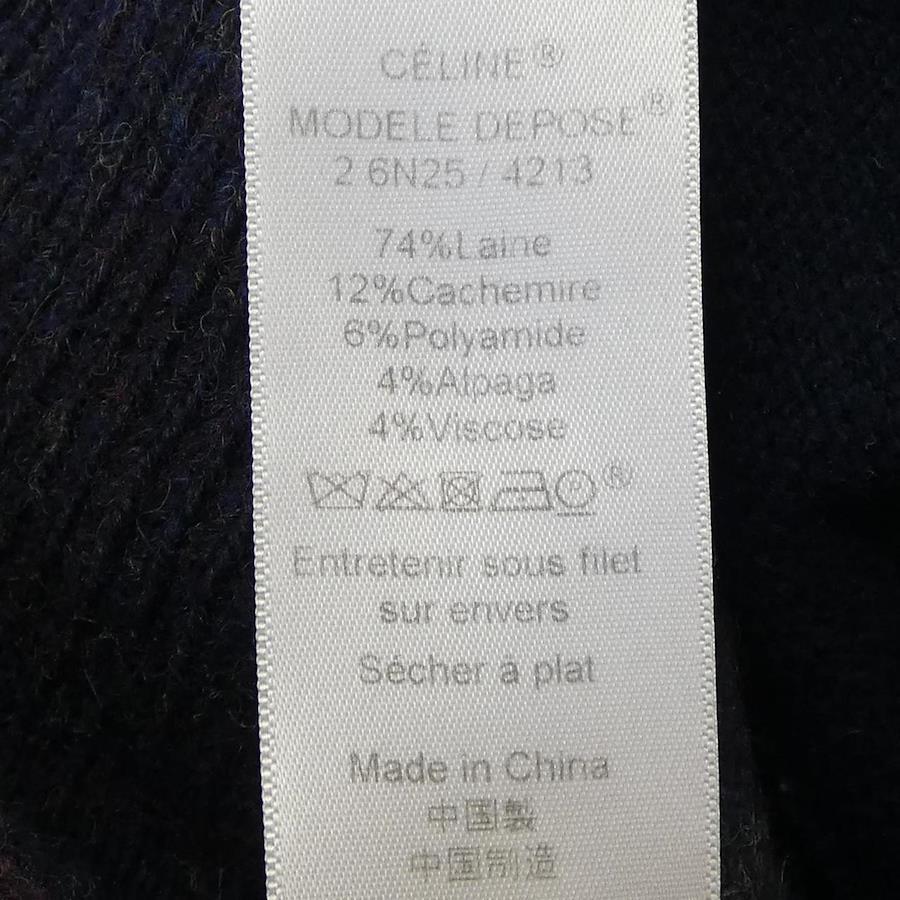 CÉLINE®
MODELE DEPOSE®
2 6N25 / 4213
74%Laine
12%Cachemire
6%Polyamide
4%Alpaga
4%Viscose
P ®
Entretenir sous filet
sur envers
Sécher à plat
Made in China
中国製
中国制造